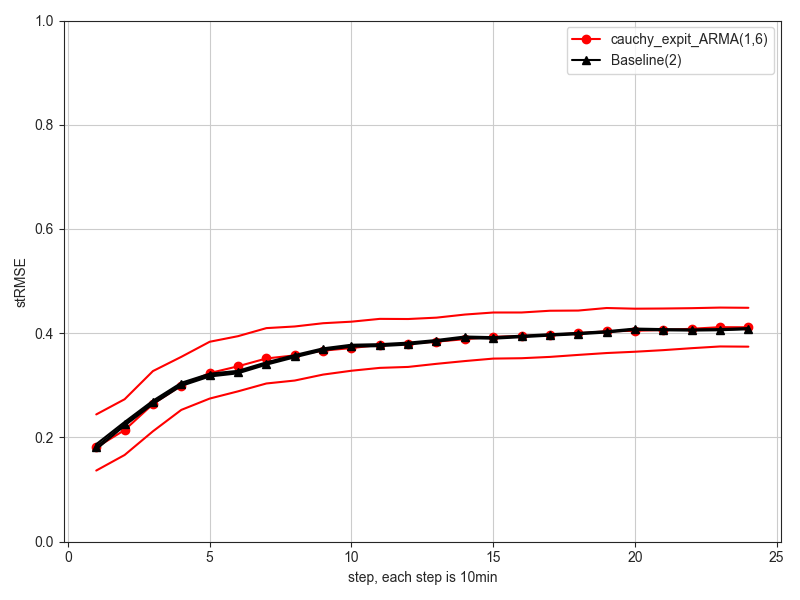 1.0
0.8
0.6
0.4
0.2
0.0
stRMSE
cauchy_expit_ARMA(1,6)
Baseline(2)
0 5 10 15 20 25
step, each step is 10min